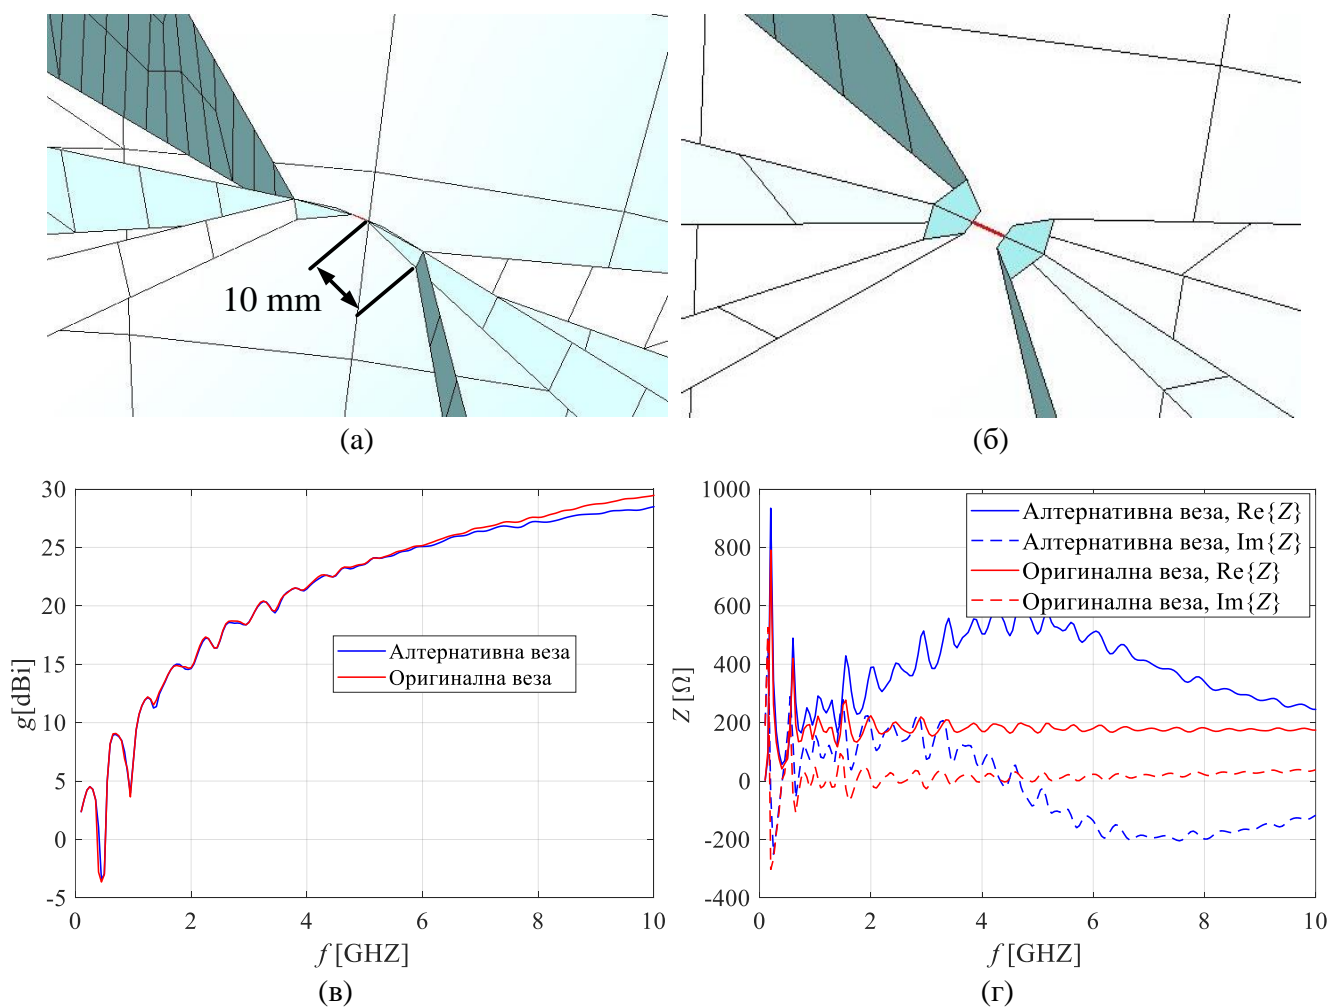 10 mm
(а)
(б)
30
25
20
15
10
5
0
-5
g[dBi]
Алтернативна веза
Оригинална веза
0
2
4
6
8
10
f [GHZ]
(в)
1000
800
600
400
200
0
-200
-400
Z [Ω]
Алтернативна веза, Re{Z}
Алтернативна веза, Im{Z}
Оригинална веза, Re{Z}
Оригинална веза, Im{Z}
0
2
4
6
8
10
f [GHZ]
(г)